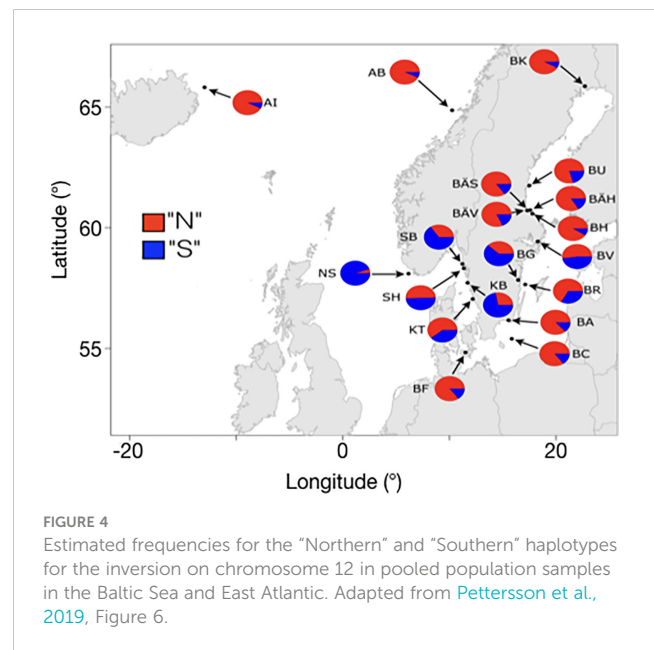 AB
BK
65
AI
BU
BÄS
BÄH
BÄV
60
"N"
BH
SB
"S"
BG
BV
NS
KB
SH
BR
KT
BA
55
BC
BF
-20
0
20
Latitude (°)
Longitude (°)
FIGURE 4
Estimated frequencies for the “Northern” and “Southern” haplotypes
for the inversion on chromosome 12 in pooled population samples
in the Baltic Sea and East Atlantic. Adapted from Pettersson et al.,
2019, Figure 6.